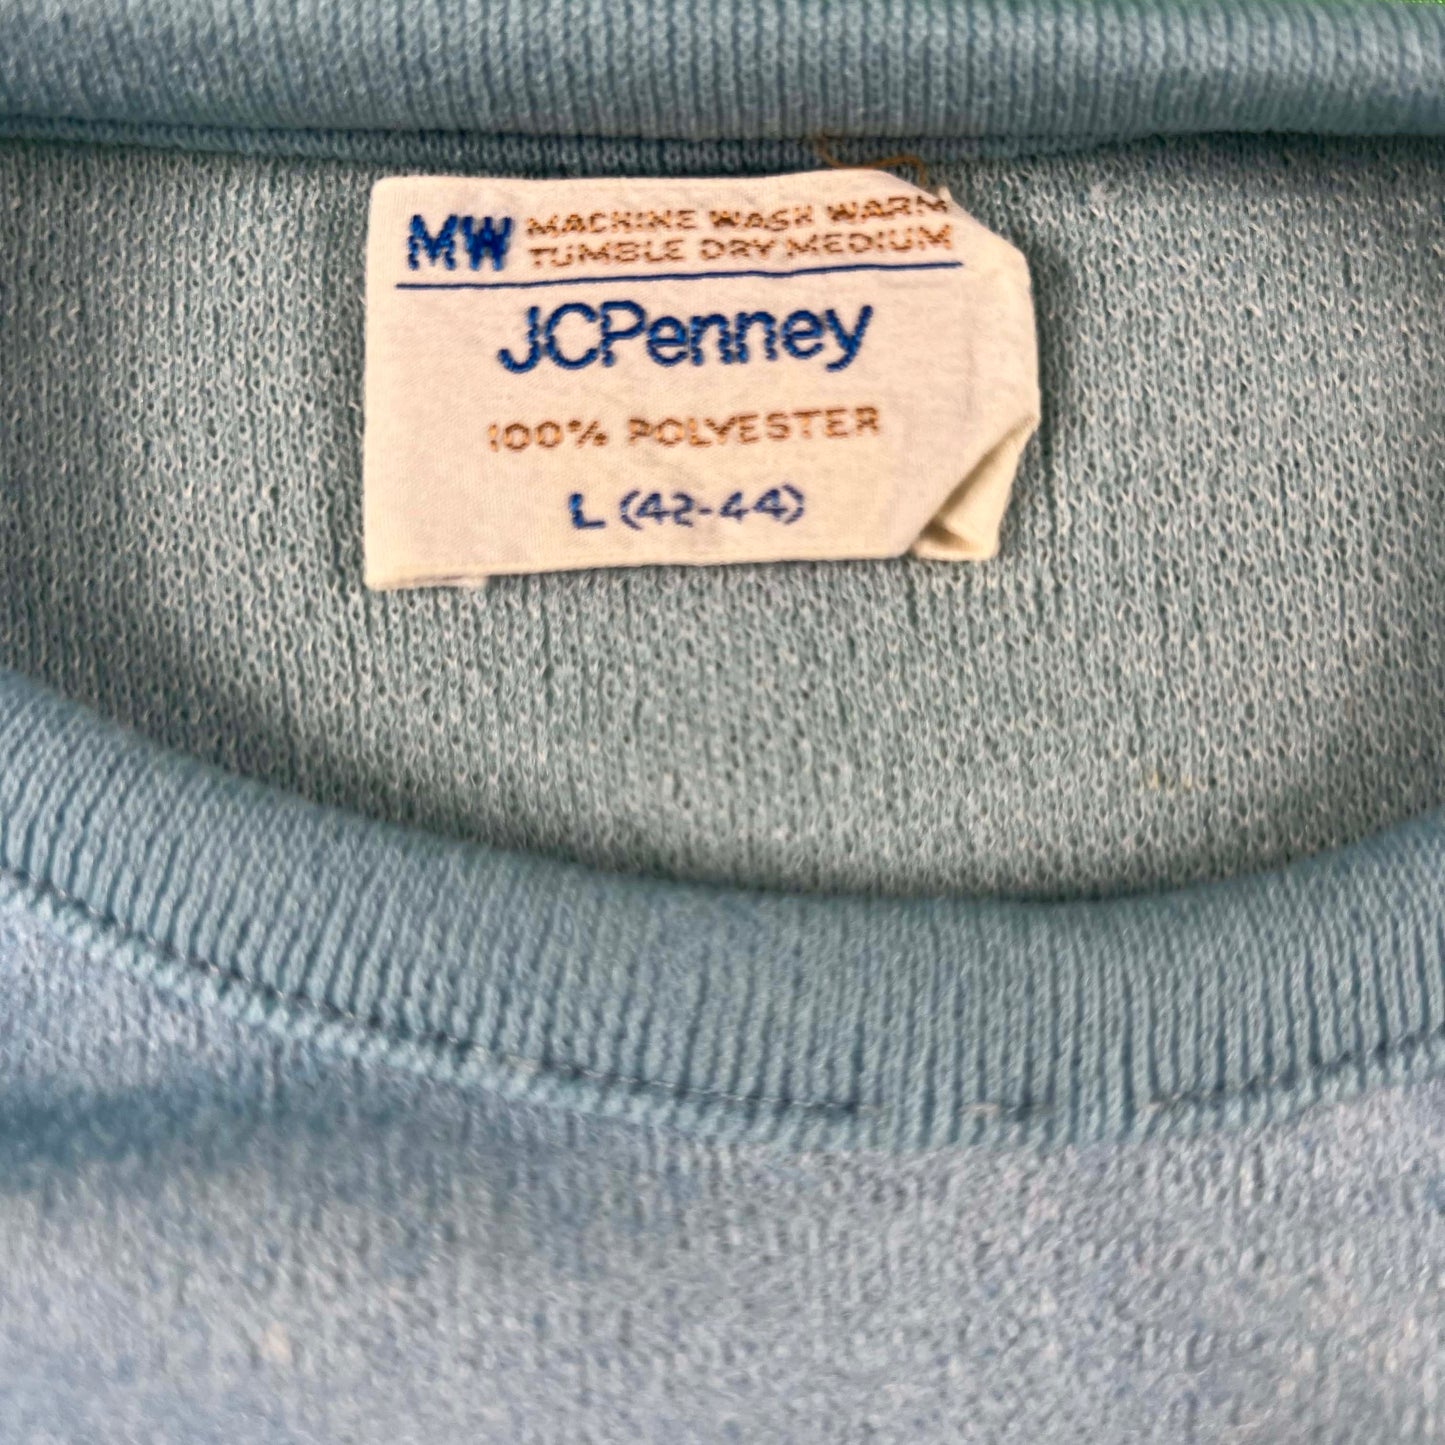 MW MACHINE WASH WARM
TUMBLE DRY MEDIUM
JCPenney
100% POLYESTER
L (42-44)